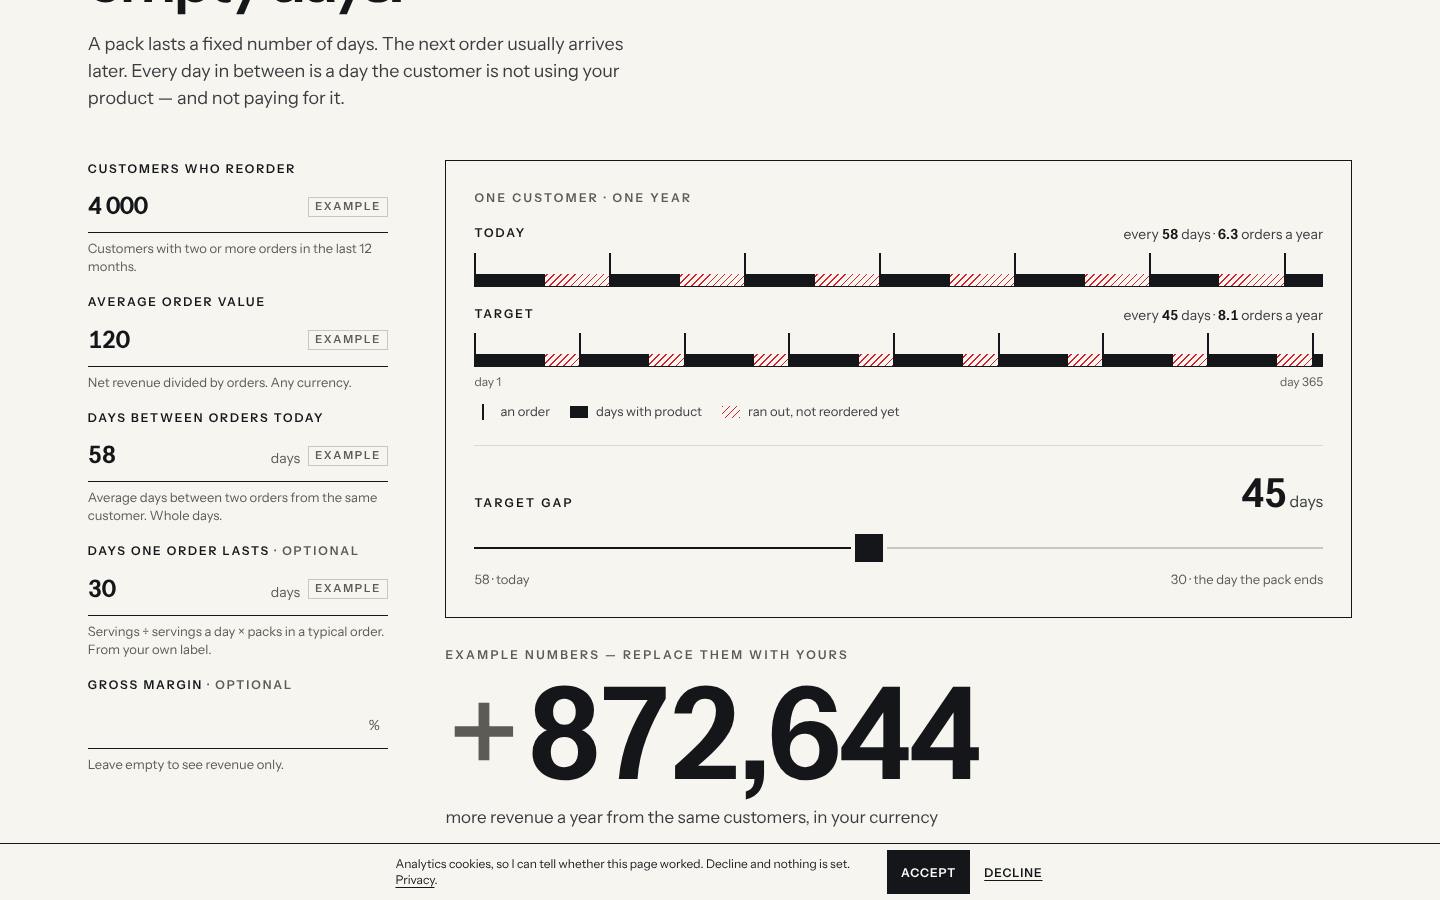 empty days.
A pack lasts a fixed number of days. The next order usually arrives
later. Every day in between is a day the customer is not using your
product — and not paying for it.
CUSTOMERS WHO REORDER
4 000 EXAMPLE
Customers with two or more orders in the last 12
months.
AVERAGE ORDER VALUE
120 EXAMPLE
Net revenue divided by orders. Any currency.
DAYS BETWEEN ORDERS TODAY
58 days EXAMPLE
Average days between two orders from the same
customer. Whole days.
DAYS ONE ORDER LASTS · OPTIONAL
30 days EXAMPLE
Servings ÷ servings a day × packs in a typical order.
From your own label.
GROSS MARGIN · OPTIONAL
%
Leave empty to see revenue only.
ONE CUSTOMER · ONE YEAR
TODAY every 58 days · 6.3 orders a year
TARGET every 45 days · 8.1 orders a year
day 1 day 365
an order days with product ran out, not reordered yet
TARGET GAP 45 days
58 · today 30 · the day the pack ends
EXAMPLE NUMBERS — REPLACE THEM WITH YOURS
+872,644
more revenue a year from the same customers, in your currency
Analytics cookies, so I can tell whether this page worked. Decline and nothing is set.
Privacy.
ACCEPT DECLINE